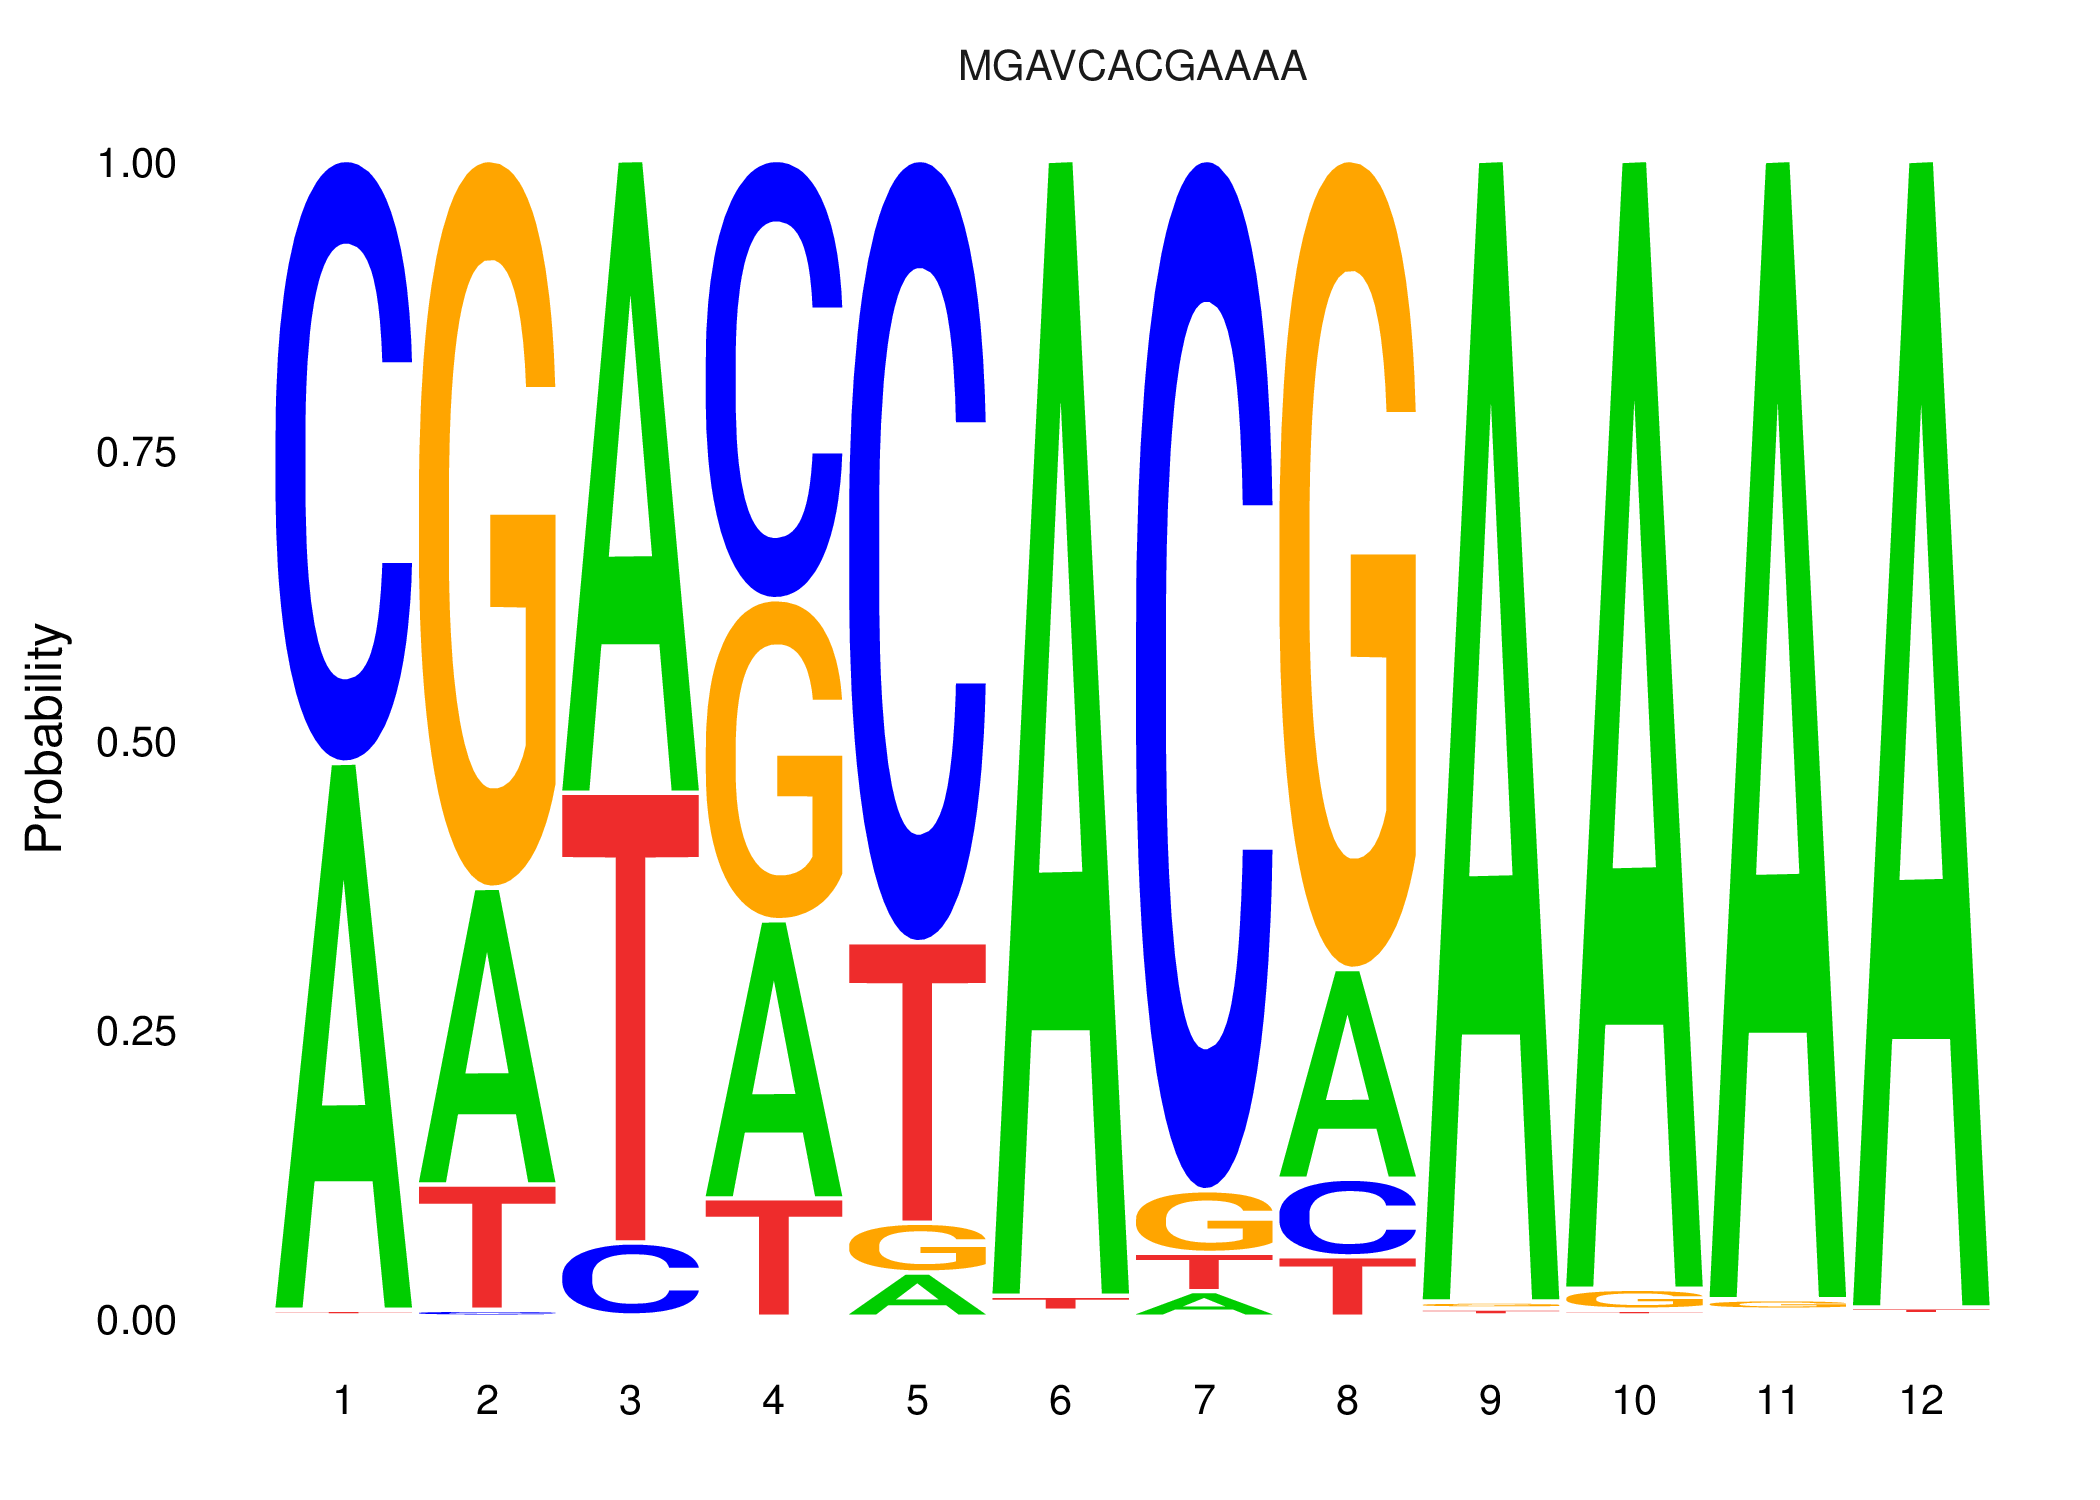 MGAVCACGAAAA
1.00
0.75
0.50
0.25
0.00
Probability
C G A C C A C G A A A A
A A T G T T G A G G G T
T T C A G T C T T
C T A A T
1 2 3 4 5 6 7 8 9 10 11 12